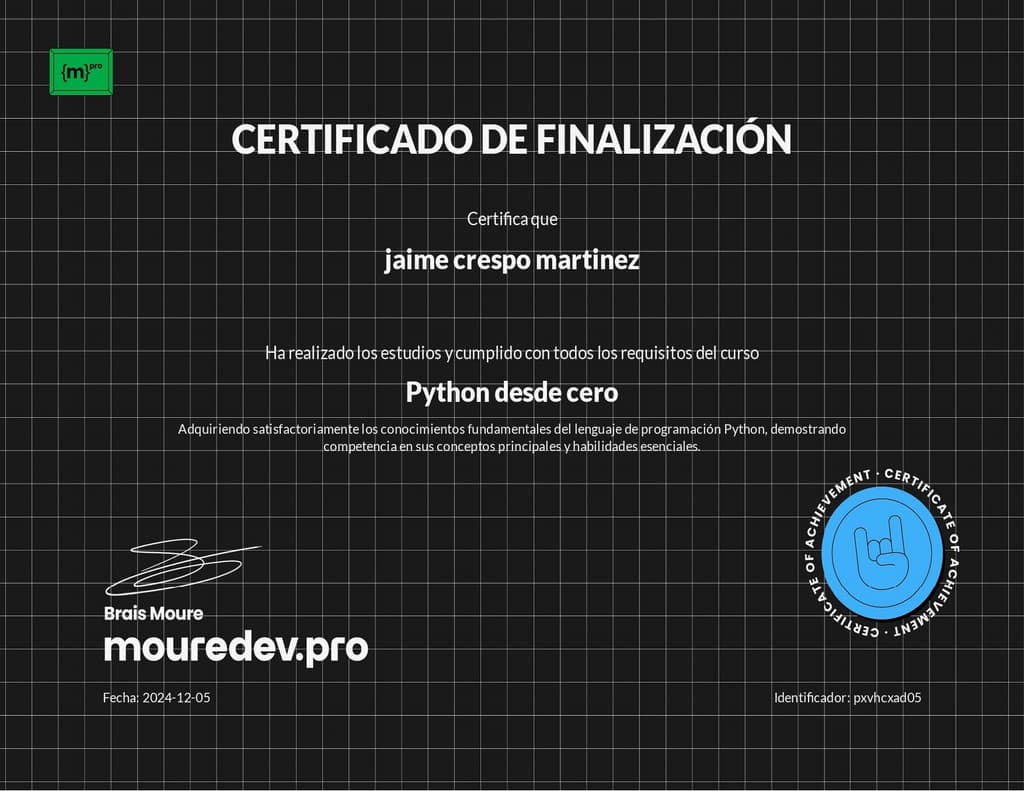 {m}pro
CERTIFICADO DE FINALIZACIÓN
Certifica que
jaime crespo martinez
Ha realizado los estudios y cumplido con todos los requisitos del curso
Python desde cero
Adquiriendo satisfactoriamente los conocimientos fundamentales del lenguaje de programación Python, demostrando
competencia en sus conceptos principales y habilidades esenciales.
CERTIFICATE OF ACHIEVEMENT · CERTIFICATE OF ACHIEVEMENT ·
Brais Moure
mouredev.pro
Fecha: 2024-12-05
Identificador: pxvhcxad05